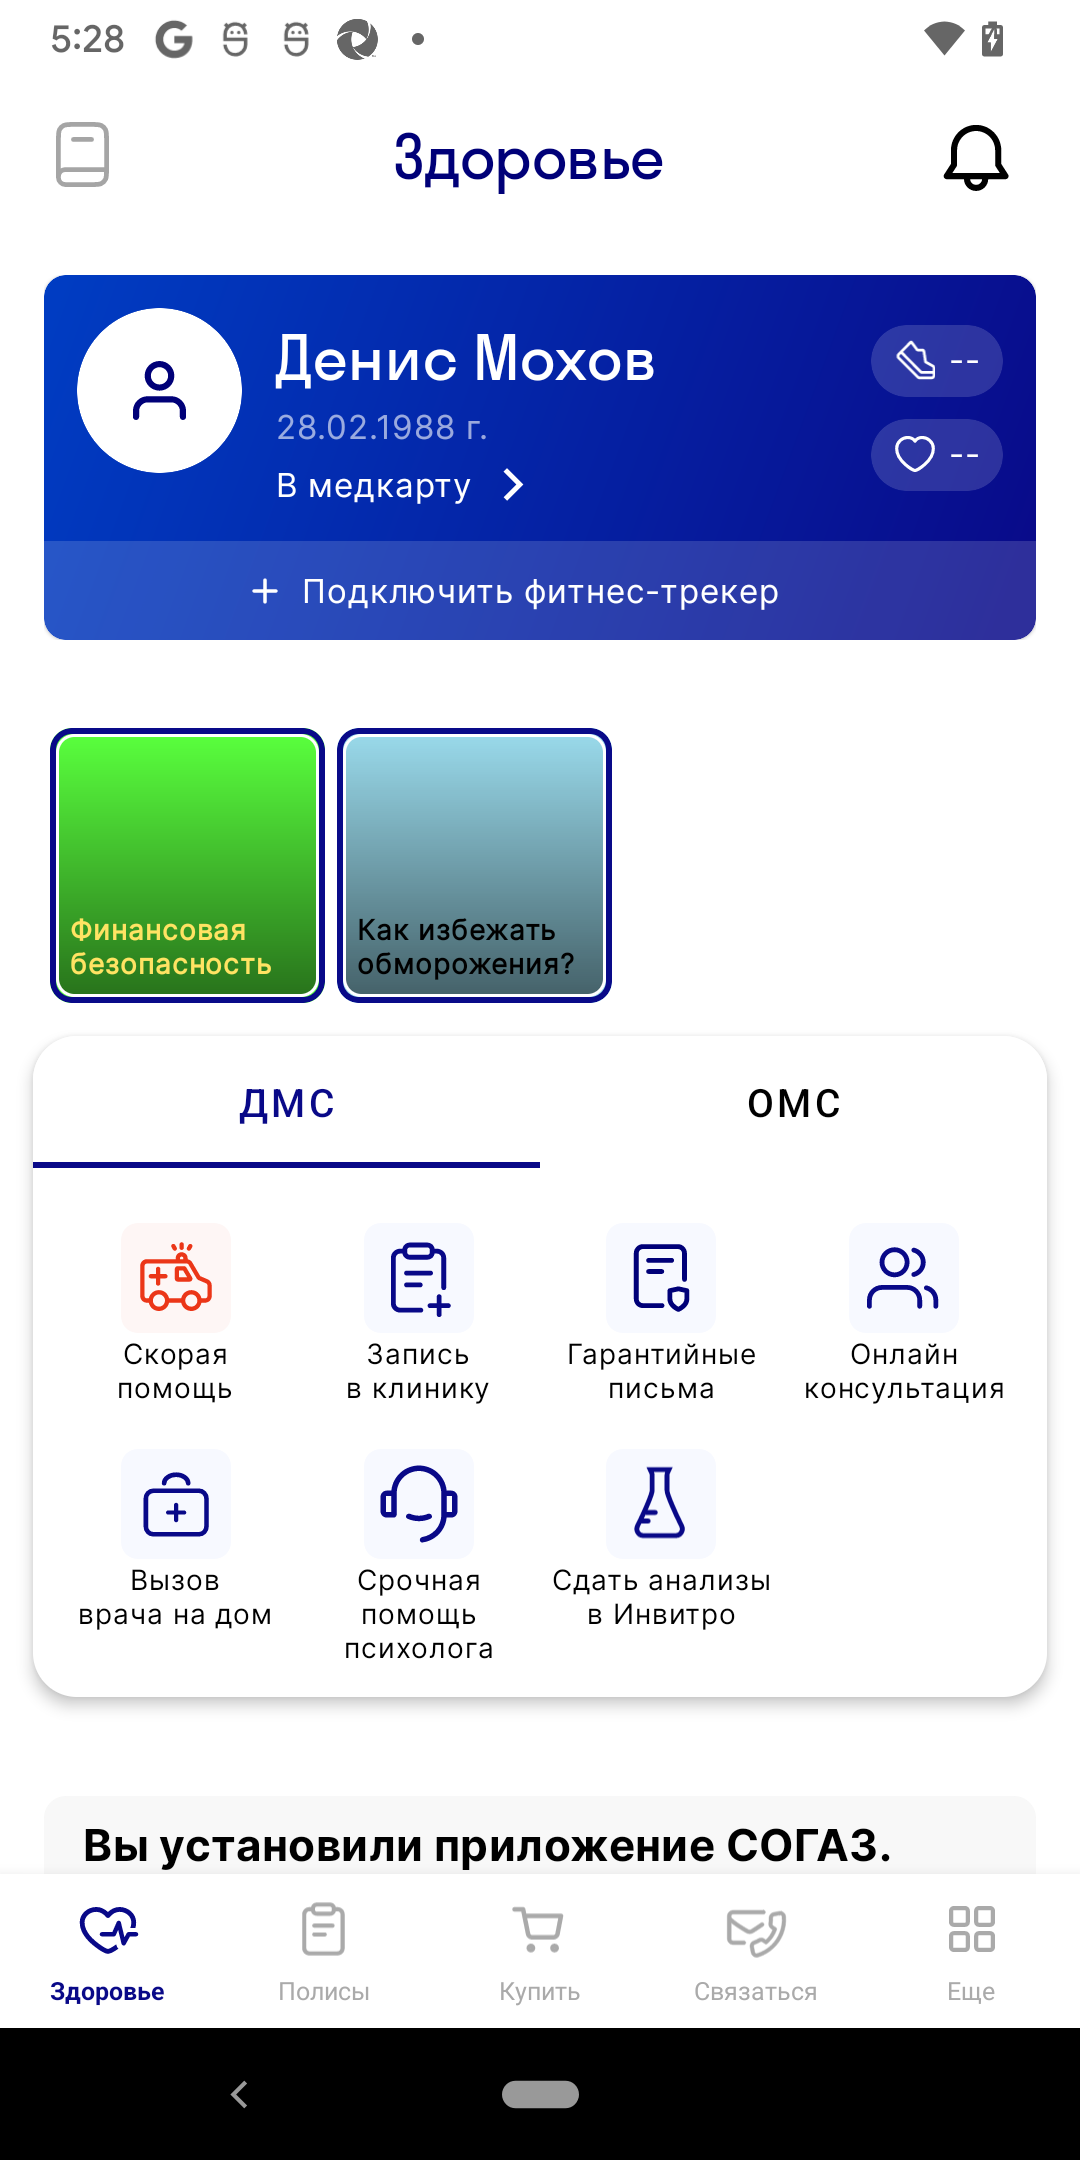 5:28
Здоровье
Денис Мохов
28.02.1988 г.
В медкарту
--
--
Подключить фитнес-трекер
Финансовая
безопасность
Как избежать
обморожения?
ДМС
ОМС
Скорая
помощь
Запись
в клинику
Гарантийные
письма
Онлайн
консультация
Вызов
врача на дом
Срочная
помощь
психолога
Сдать анализы
в Инвитро
Вы установили приложение СОГАЗ.
Здоровье
Полисы
Купить
Связаться
Еще